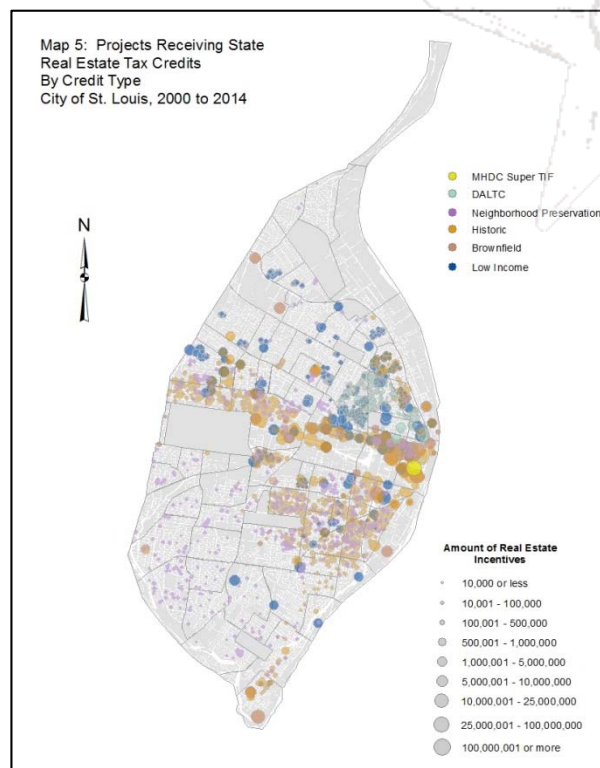 Map 5: Projects Receiving State
Real Estate Tax Credits
By Credit Type
City of St. Louis, 2000 to 2014
N
MHDC Super TIF
DALTC
Neighborhood Preservation
Historic
Brownfield
Low Income
Amount of Real Estate
Incentives
10,000 or less
10,001 - 100,000
100,001 - 500,000
500,001 - 1,000,000
1,000,001 - 5,000,000
5,000,001 - 10,000,000
10,000,001 - 25,000,000
25,000,001 - 100,000,000
100,000,001 or more